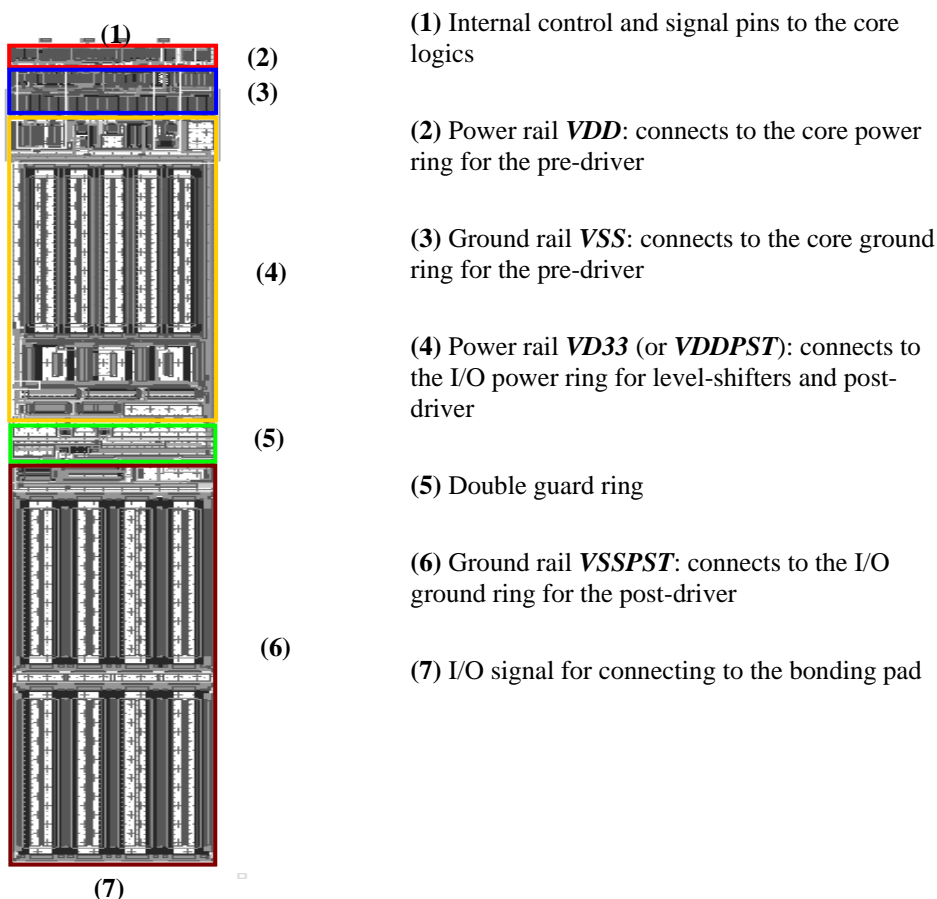 (1)
(2)
(3)
(4)
(5)
(6)
(7)
(1) Internal control and signal pins to the core
logics
(2) Power rail VDD: connects to the core power
ring for the pre-driver
(3) Ground rail VSS: connects to the core ground
ring for the pre-driver
(4) Power rail VD33 (or VDDPST): connects to
the I/O power ring for level-shifters and post-
driver
(5) Double guard ring
(6) Ground rail VSSPST: connects to the I/O
ground ring for the post-driver
(7) I/O signal for connecting to the bonding pad